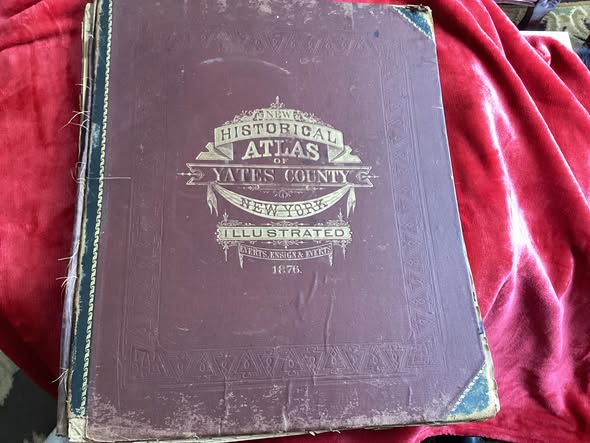 NEW
HISTORICAL
ATLAS
OF
YATES COUNTY
NEW YORK
ILLUSTRATED
EVERTS, ENSIGN & EVERTS
1876.